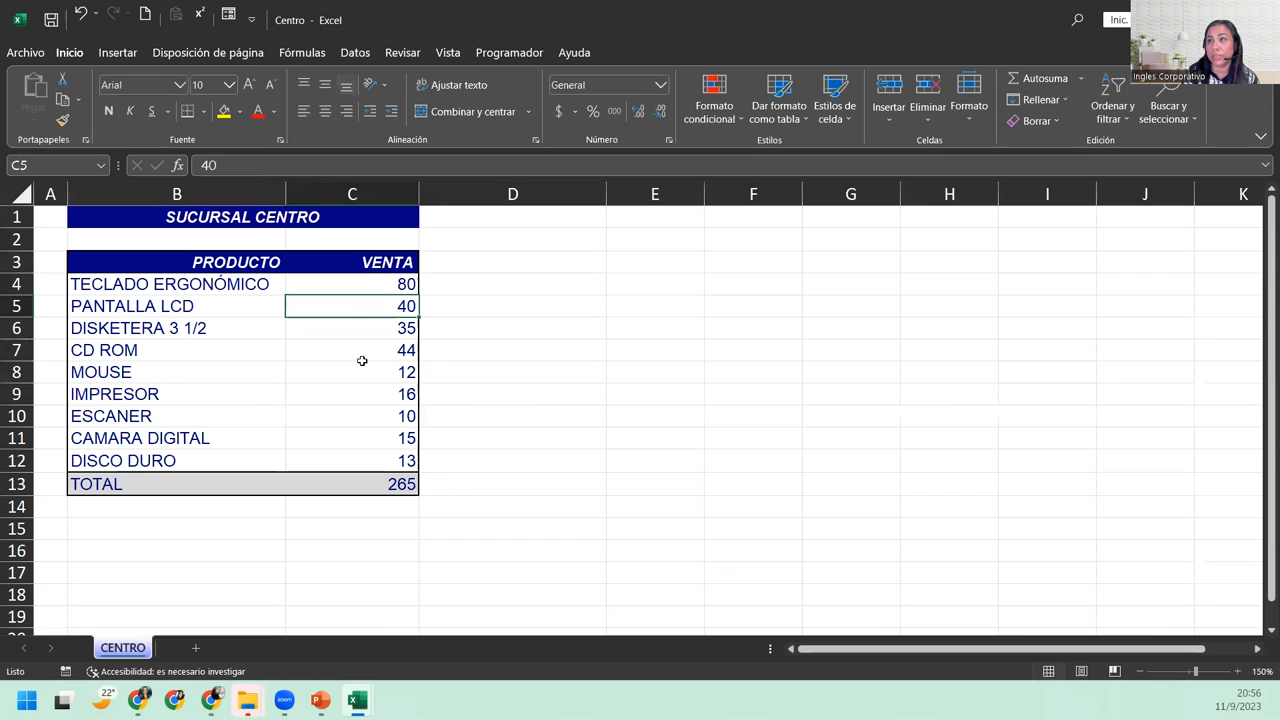 Centro - Excel
Inic.
Archivo Inicio Insertar Disposición de página Fórmulas Datos Revisar Vista Programador Ayuda
Ingles Corporativo
Pegar
Portapapeles
Arial 10
N K S
Fuente
Ajustar texto
Combinar y centrar
Alineación
General
$ % 000
Número
Formato condicional
Dar formato como tabla
Estilos de celda
Estilos
Insertar Eliminar Formato
Celdas
Autosuma
Rellenar
Borrar
Ordenar y filtrar
Buscar y seleccionar
Edición
C5 fx 40
A B C D E F G H I J K
1 SUCURSAL CENTRO
2
3 PRODUCTO VENTA
4 TECLADO ERGONÓMICO 80
5 PANTALLA LCD 40
6 DISKETERA 3 1/2 35
7 CD ROM 44
8 MOUSE 12
9 IMPRESOR 16
10 ESCANER 10
11 CAMARA DIGITAL 15
12 DISCO DURO 13
13 TOTAL 265
14
15
16
17
18
19
CENTRO
Listo Accesibilidad: es necesario investigar 150%
22°
zoom
20:56
11/9/2023